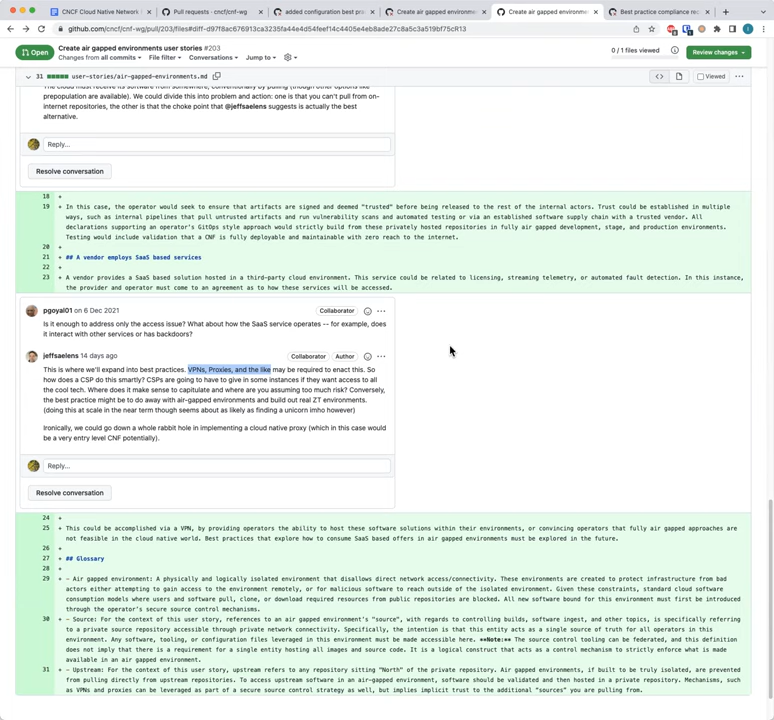 CNCF Cloud Native Network
Pull requests · cncf/cnf-wg
added configuration best pra
Create air gapped environmen
Create air gapped environmen
Best practice compliance re
github.com/cncf/cnf-wg/pull/203/files#diff-d97f8ac676913ca3235fa44e4d54feef14c4405e4eb8ade27c8a5c3a519bf75cR13
Open
Create air gapped environments user stories #203
Changes from all commits
File filter
Conversations
Jump to
0 / 1 files viewed
Review changes
31
user-stories/air-gapped-environments.md
Viewed
The cloud must receive its software from somewhere, conventionally by pulling (though other options like
prepopulation are available). We could divide this into problem and action: one is that you can't pull from on-
internet repositories, the other is that the choke point that @jeffsaelens suggests is actually the best
alternative.
Reply...
Resolve conversation
18 +
19 + In this case, the operator would seek to ensure that artifacts are signed and deemed "trusted" before being released to the rest of the internal actors. Trust could be established in multiple
ways, such as internal pipelines that pull untrusted artifacts and run vulnerability scans and automated testing or via an established software supply chain with a trusted vendor. All
declarations supporting an operator's GitOps style approach would strictly build from these privately hosted repositories in fully air gapped development, stage, and production environments.
Testing would include validation that a CNF is fully deployable and maintainable with zero reach to the internet.
20 +
21 + ## A vendor employs SaaS based services
22 +
23 + A vendor provides a SaaS based solution hosted in a third-party cloud environment. This service could be related to licensing, streaming telemetry, or automated fault detection. In this instance,
the provider and operator must come to an agreement as to how these services will be accessed.
pgoyal01 on 6 Dec 2021
Collaborator
Is it enough to address only the access issue? What about how the SaaS service operates -- for example, does
it interact with other services or has backdoors?
jeffsaelens 14 days ago
Collaborator
Author
This is where we'll expand into best practices. VPNs, Proxies, and the like may be required to enact this. So
how does a CSP do this smartly? CSPs are going to have to give in some instances if they want access to all
the cool tech. Where does it make sense to capitulate and where are you assuming too much risk? Conversely,
the best practice might be to do away with air-gapped environments and build out real ZT environments.
(doing this at scale in the near term though seems about as likely as finding a unicorn imho however)
Ironically, we could go down a whole rabbit hole in implementing a cloud native proxy (which in this case would
be a very entry level CNF potentially).
Reply...
Resolve conversation
24 +
25 + This could be accomplished via a VPN, by providing operators the ability to host these software solutions within their environments, or convincing operators that fully air gapped approaches are
not feasible in the cloud native world. Best practices that explore how to consume SaaS based offers in air gapped environments must be explored in the future.
26 +
27 + ## Glossary
28 +
29 + - Air gapped environment: A physically and logically isolated environment that disallows direct network access/connectivity. These environments are created to protect infrastructure from bad
actors either attempting to gain access to the environment remotely, or for malicious software to reach outside of the isolated environment. Given these constraints, standard cloud software
consumption models where users and software pull, clone, or download required resources from public repositories are blocked. All new software bound for this environment must first be introduced
through the operator's secure source control mechanisms.
30 + - Source: For the context of this user story, references to an air gapped environment's "source", with regards to controlling builds, software ingest, and other topics, is specifically referring
to a private source repository accessible through private network connectivity. Specifically, the intention is that this entity acts as a single source of truth for all operators in this
environment. Any software, tooling, or configuration files leveraged in this environment must be made accessible here. **Note:** The source control tooling can be federated, and this definition
does not imply that there is a requirement for a single entity hosting all images and source code. It is a logical construct that acts as a control mechanism to strictly enforce what is made
available in an air gapped environment.
31 + - Upstream: For the context of this user story, upstream refers to any repository sitting "North" of the private repository. Air gapped environments, if built to be truly isolated, are prevented
from pulling directly from upstream repositories. To access upstream software in an air-gapped environment, software should be validated and then hosted in a private repository. Mechanisms, such
as VPNs and proxies can be leveraged as part of a secure source control strategy as well, but implies implicit trust to the additional "sources" you are pulling from.